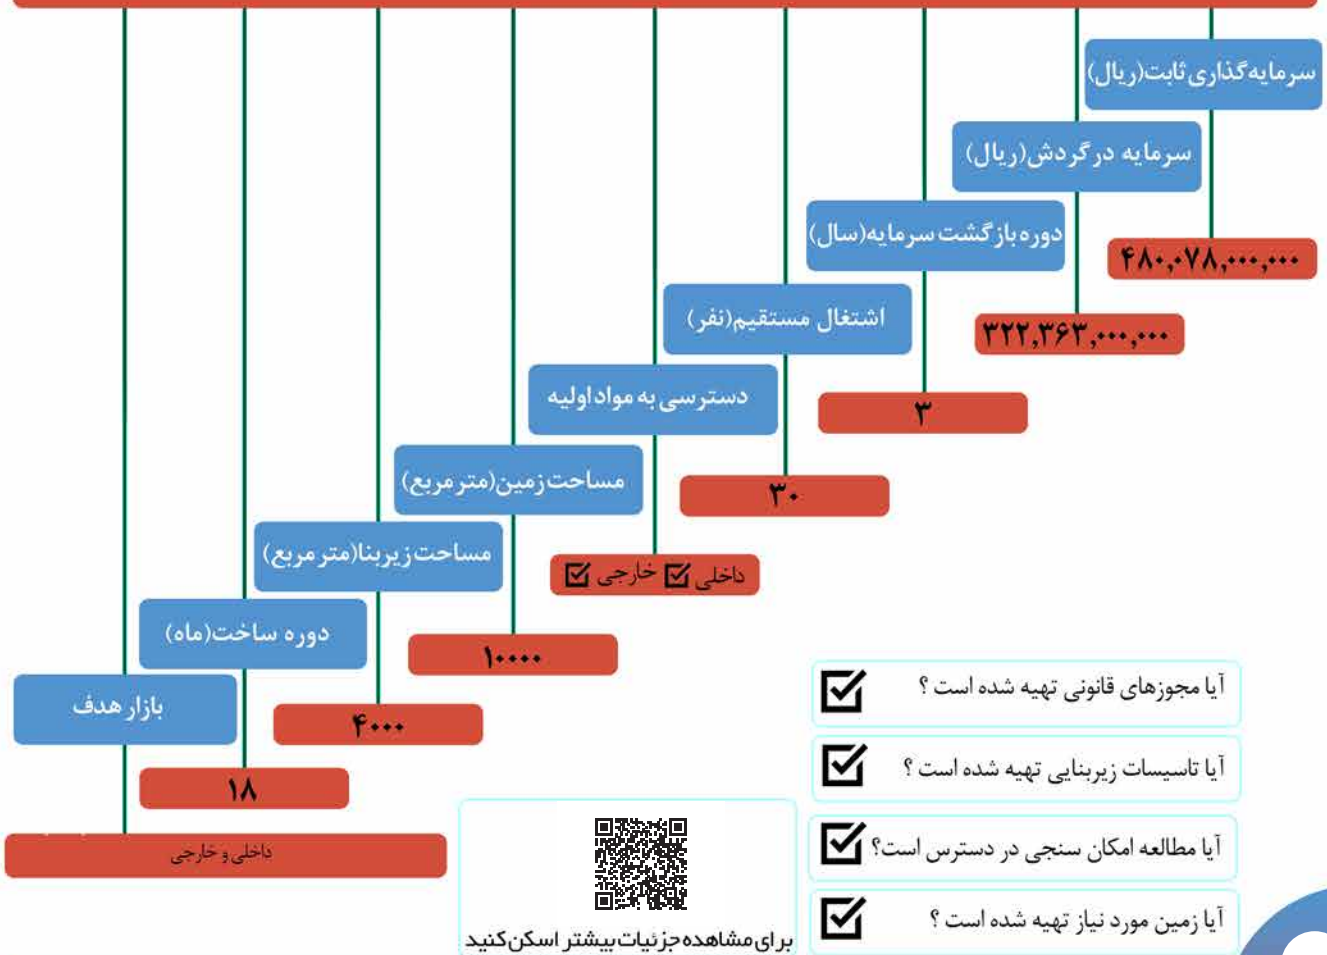 سرمایه‌گذاری ثابت(ریال)
۴۸۰,۰۷۸,۰۰۰,۰۰۰
سرمایه در گردش(ریال)
۳۲۲,۳۶۳,۰۰۰,۰۰۰
دوره بازگشت سرمایه(سال)
۳
اشتغال مستقیم(نفر)
۳۰
دسترسی به مواد اولیه
داخلی ☑ خارجی ☑
مساحت زمین(متر مربع)
۱۰۰۰۰
مساحت زیربنا(متر مربع)
۴۰۰۰
دوره ساخت(ماه)
۱۸
بازار هدف
داخلی و خارجی
آیا مجوزهای قانونی تهیه شده است ؟ ☑
آیا تاسیسات زیربنایی تهیه شده است ؟ ☑
آیا مطالعه امکان سنجی در دسترس است؟ ☑
آیا زمین مورد نیاز تهیه شده است ؟ ☑
برای مشاهده جزئیات بیشتر اسکن کنید